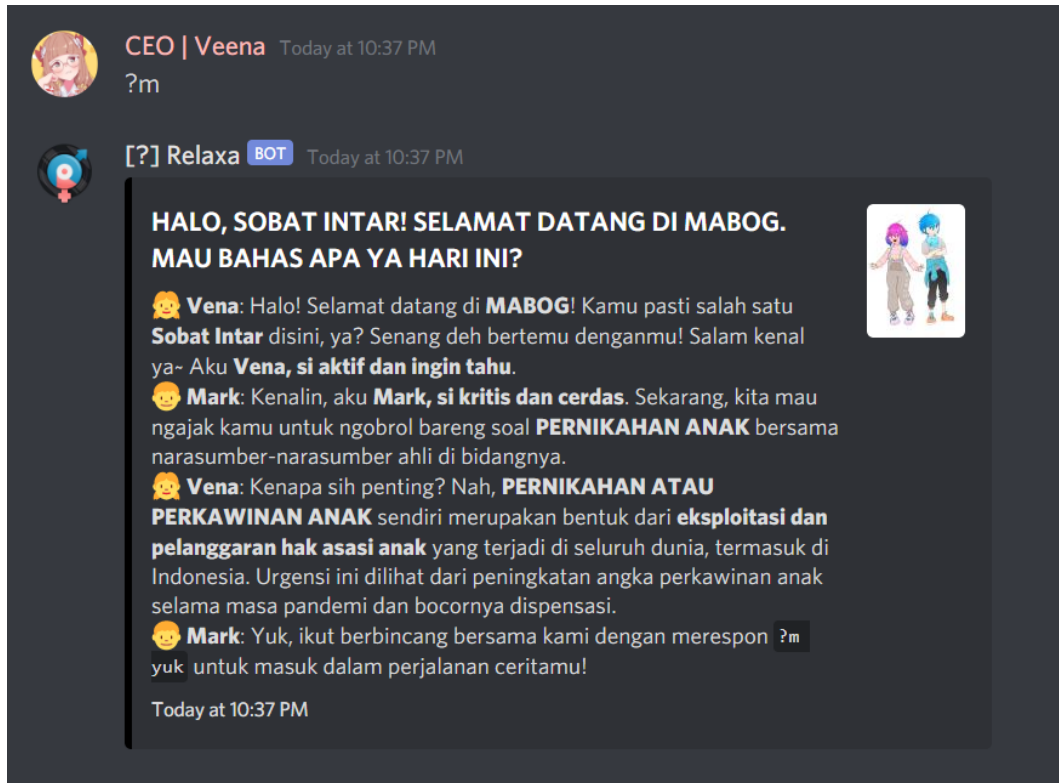 CEO | Veena Today at 10:37 PM
?m
[?] Relaxa BOT Today at 10:37 PM
HALO, SOBAT INTAR! SELAMAT DATANG DI MABOG.
MAU BAHAS APA YA HARI INI?
Vena: Halo! Selamat datang di MABOG! Kamu pasti salah satu
Sobat Intar disini, ya? Senang deh bertemu denganmu! Salam kenal
ya~ Aku Vena, si aktif dan ingin tahu.
Mark: Kenalin, aku Mark, si kritis dan cerdas. Sekarang, kita mau
ngajak kamu untuk ngobrol bareng soal PERNIKAHAN ANAK bersama
narasumber-narasumber ahli di bidangnya.
Vena: Kenapa sih penting? Nah, PERNIKAHAN ATAU
PERKAWINAN ANAK sendiri merupakan bentuk dari eksploitasi dan
pelanggaran hak asasi anak yang terjadi di seluruh dunia, termasuk di
Indonesia. Urgensi ini dilihat dari peningkatan angka perkawinan anak
selama masa pandemi dan bocornya dispensasi.
Mark: Yuk, ikut berbincang bersama kami dengan merespon ?m
yuk untuk masuk dalam perjalanan ceritamu!
Today at 10:37 PM